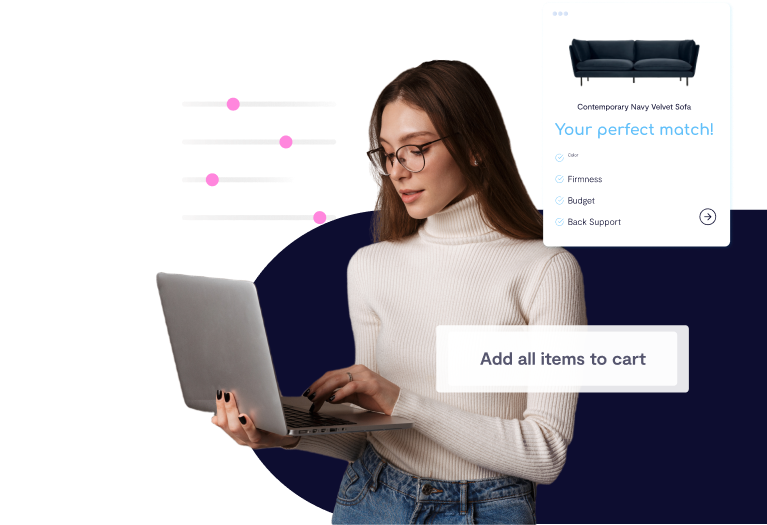 Contemporary Navy Velvet Sofa
Your perfect match!
Color
Firmness
Budget
Back Support
Add all items to cart